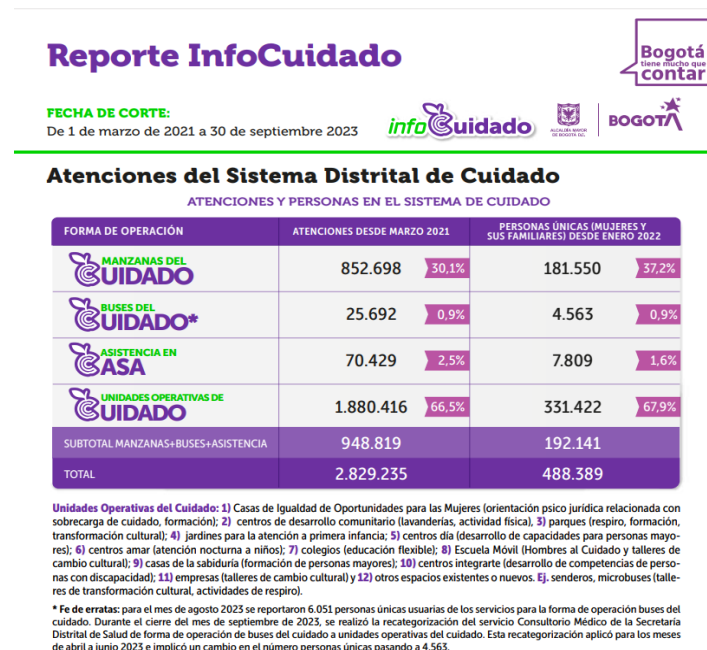 Reporte InfoCuidado
Bogotá
tiene mucho que
contar
FECHA DE CORTE:
De 1 de marzo de 2021 a 30 de septiembre 2023
infoCuidado
ALCALDÍA MAYOR
DE BOGOTÁ D.C.
BOGOTÁ
Atenciones del Sistema Distrital de Cuidado
ATENCIONES Y PERSONAS EN EL SISTEMA DE CUIDADO
FORMA DE OPERACIÓN ATENCIONES DESDE MARZO 2021 PERSONAS ÚNICAS (MUJERES Y SUS FAMILIARES) DESDE ENERO 2022
MANZANAS DEL CUIDADO 852.698 30,1% 181.550 37,2%
BUSES DEL CUIDADO* 25.692 0,9% 4.563 0,9%
ASISTENCIA EN CASA 70.429 2,5% 7.809 1,6%
UNIDADES OPERATIVAS DE CUIDADO 1.880.416 66,5% 331.422 67,9%
SUBTOTAL MANZANAS+BUSES+ASISTENCIA 948.819 192.141
TOTAL 2.829.235 488.389
Unidades Operativas del Cuidado: 1) Casas de Igualdad de Oportunidades para las Mujeres (orientación psico jurídica relacionada con
sobrecarga de cuidado, formación); 2) centros de desarrollo comunitario (lavanderías, actividad física), 3) parques (respiro, formación,
transformación cultural); 4) jardines para la atención a primera infancia; 5) centros día (desarrollo de capacidades para personas mayo-
res); 6) centros amar (atención nocturna a niños); 7) colegios (educación flexible); 8) Escuela Móvil (Hombres al Cuidado y talleres de
cambio cultural); 9) casas de la sabiduría (formación de personas mayores); 10) centros integrarte (desarrollo de competencias de perso-
nas con discapacidad); 11) empresas (talleres de cambio cultural) y 12) otros espacios existentes o nuevos. Ej. senderos, microbuses (talle-
res de transformación cultural, actividades de respiro).
* Fe de erratas: para el mes de agosto 2023 se reportaron 6.051 personas únicas usuarias de los servicios para la forma de operación buses del
cuidado. Durante el cierre del mes de septiembre de 2023, se realizó la recategorización del servicio Consultorio Médico de la Secretaría
Distrital de Salud de forma de operación de buses del cuidado a unidades operativas del cuidado. Esta recategorización aplicó para los meses
de abril a junio 2023 e implicó un cambio en el número personas únicas pasando a 4.563.